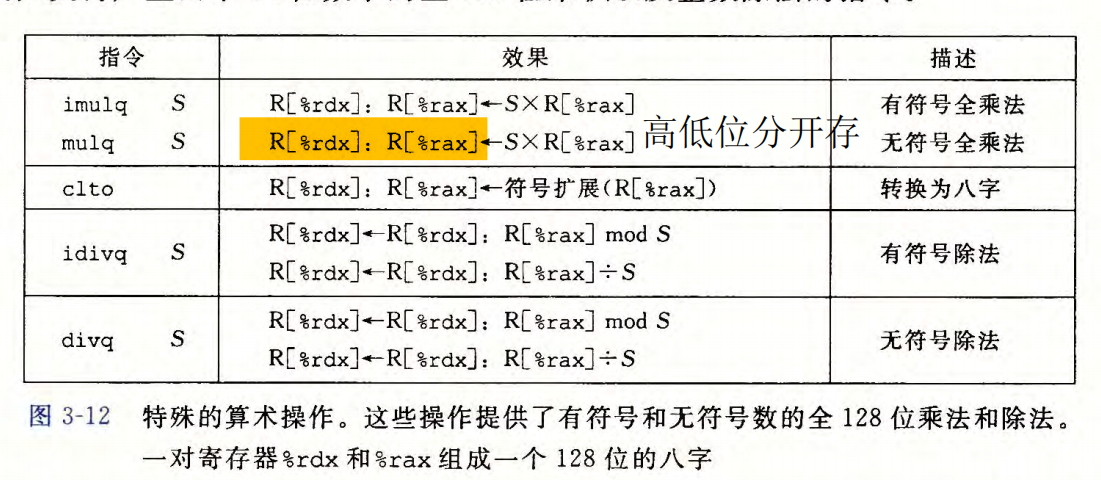 指令 效果 描述
imulq S R[%rdx]：R[%rax]←S×R[%rax] 有符号全乘法
mulq S R[%rdx]：R[%rax]←S×R[%rax] 高低位分开存 无符号全乘法
clto R[%rdx]：R[%rax]←符号扩展(R[%rax]) 转换为八字
R[%rdx]←R[%rdx]：R[%rax] mod S
idivq S 有符号除法
R[%rdx]←R[%rdx]：R[%rax]÷S
R[%rdx]←R[%rdx]：R[%rax] mod S
divq S 无符号除法
R[%rdx]←R[%rdx]：R[%rax]÷S
图 3-12 特殊的算术操作。这些操作提供了有符号和无符号数的全 128 位乘法和除法。
一对寄存器%rdx 和%rax 组成一个 128 位的八字